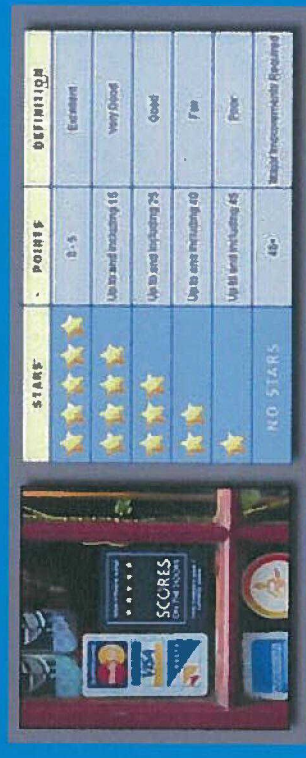 STARS POINTS DEFINITION
0 - 5 Excellent
Up to and including 15 Very Good
Up to and including 25 Good
Up to and including 40 Fair
Up to and including 45 Poor
NO STARS 46+ Major Improvements Required
MasterCard
VISA
SCORES
ON THE DOORS